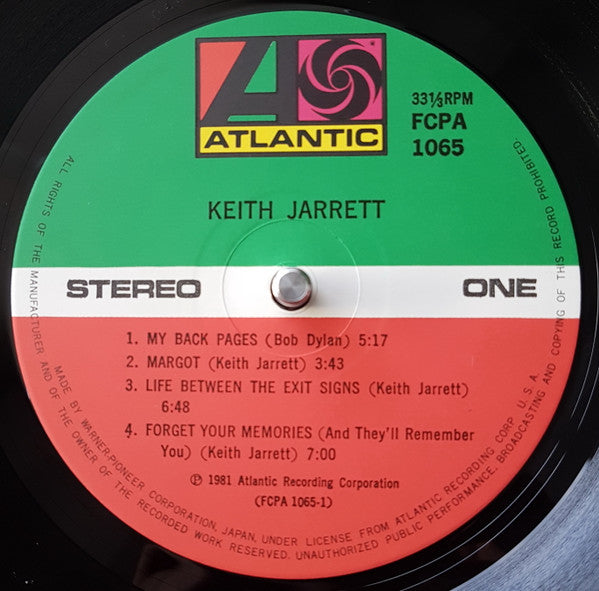 ATLANTIC
33⅓RPM
FCPA
1065
KEITH JARRETT
STEREO
ONE
1. MY BACK PAGES (Bob Dylan) 5:17
2. MARGOT (Keith Jarrett) 3:43
3. LIFE BETWEEN THE EXIT SIGNS (Keith Jarrett)
6:48
4. FORGET YOUR MEMORIES (And They'll Remember
You) (Keith Jarrett) 7:00
℗ 1981 Atlantic Recording Corporation
(FCPA 1065-1)
MADE BY WARNER-PIONEER CORPORATION, JAPAN, UNDER LICENSE FROM ATLANTIC RECORDING CORP. U. S. A.
ALL RIGHTS OF THE MANUFACTURER AND OF THE OWNER OF THE RECORDED WORK RESERVED. UNAUTHORIZED PUBLIC PERFORMANCE, BROADCASTING AND COPYING OF THIS RECORD PROHIBITED.